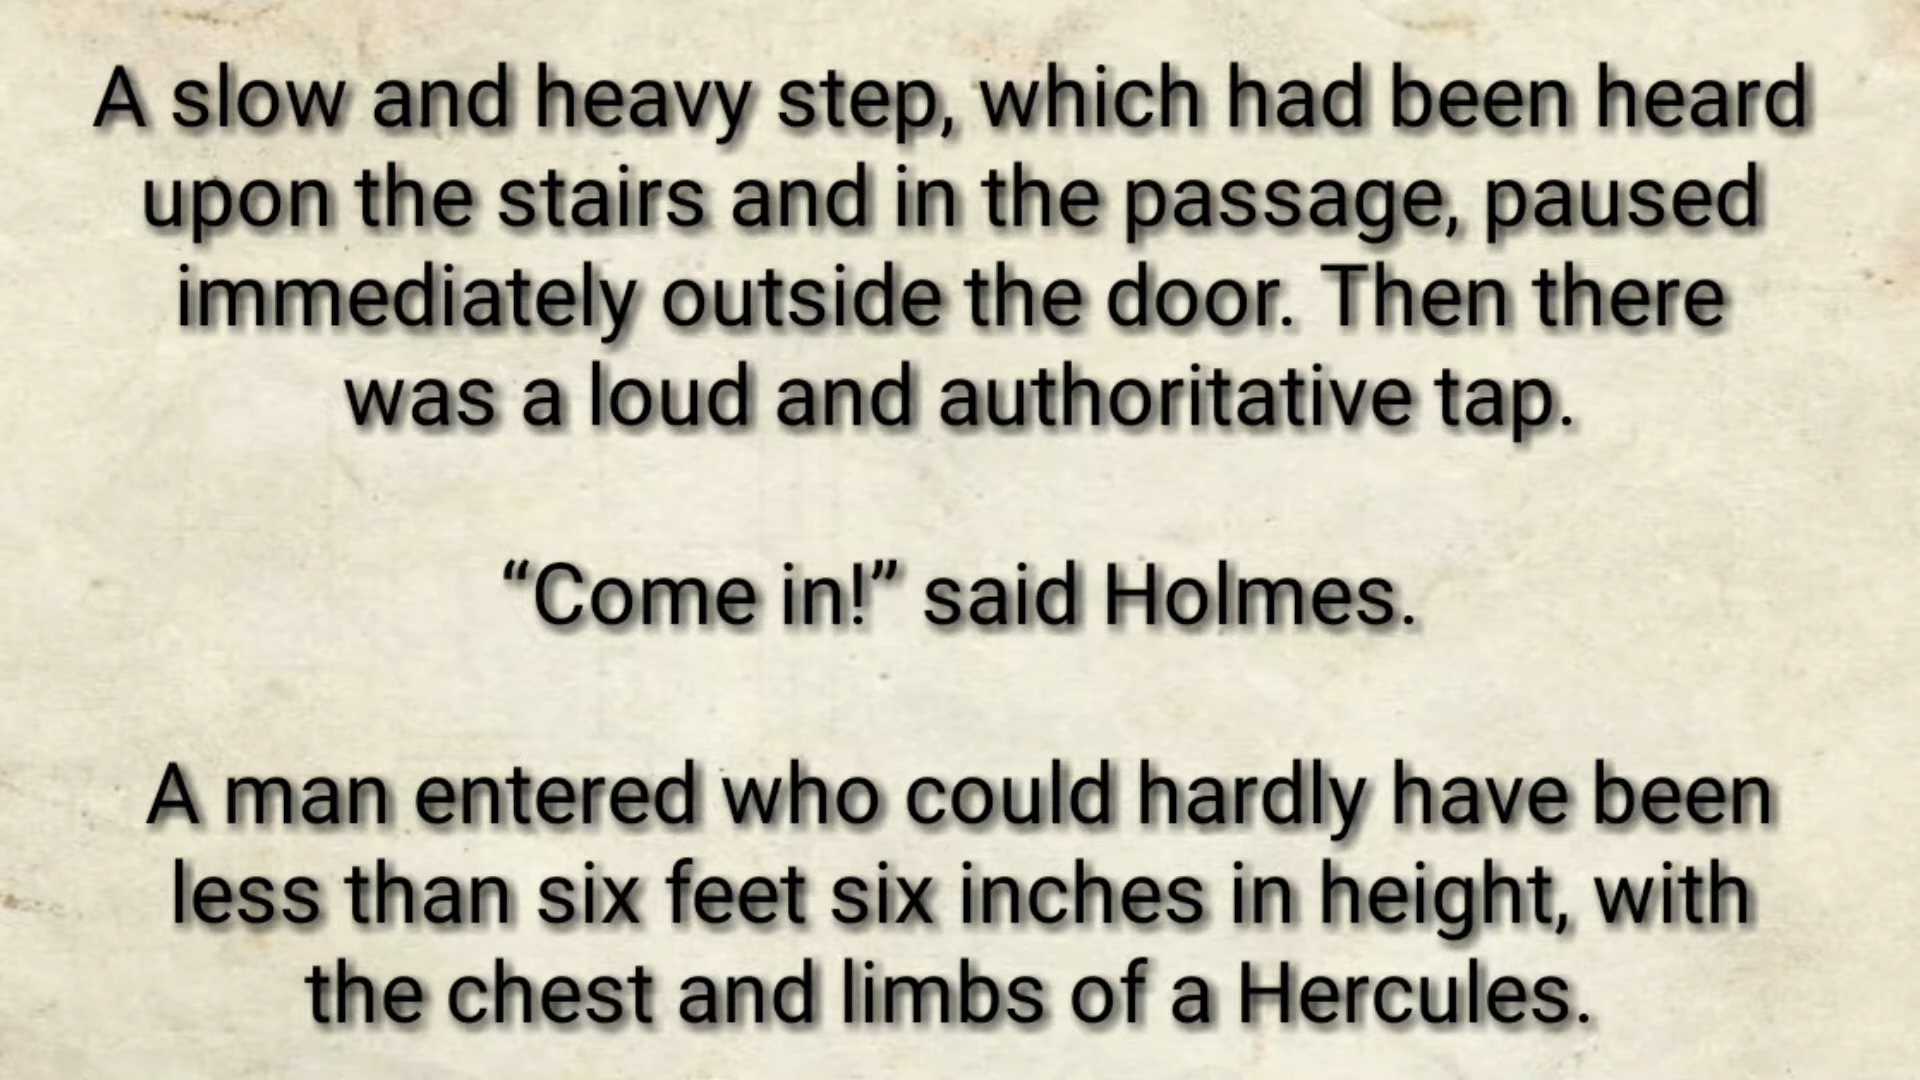 A slow and heavy step, which had been heard
upon the stairs and in the passage, paused
immediately outside the door. Then there
was a loud and authoritative tap.
“Come in!” said Holmes.
A man entered who could hardly have been
less than six feet six inches in height, with
the chest and limbs of a Hercules.